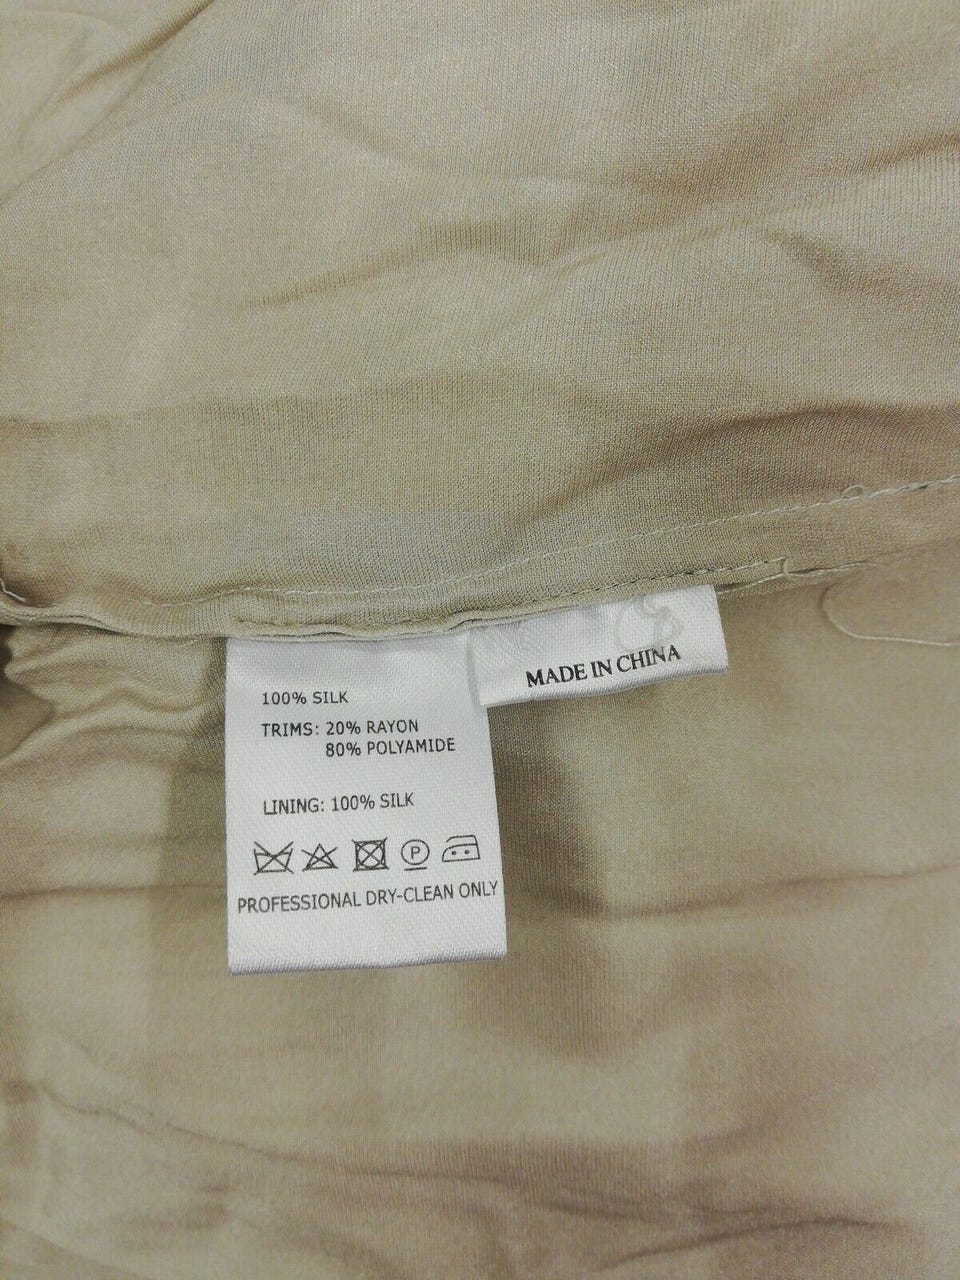 100% SILK
TRIMS: 20% RAYON
80% POLYAMIDE
LINING: 100% SILK
P
PROFESSIONAL DRY-CLEAN ONLY
MADE IN CHINA